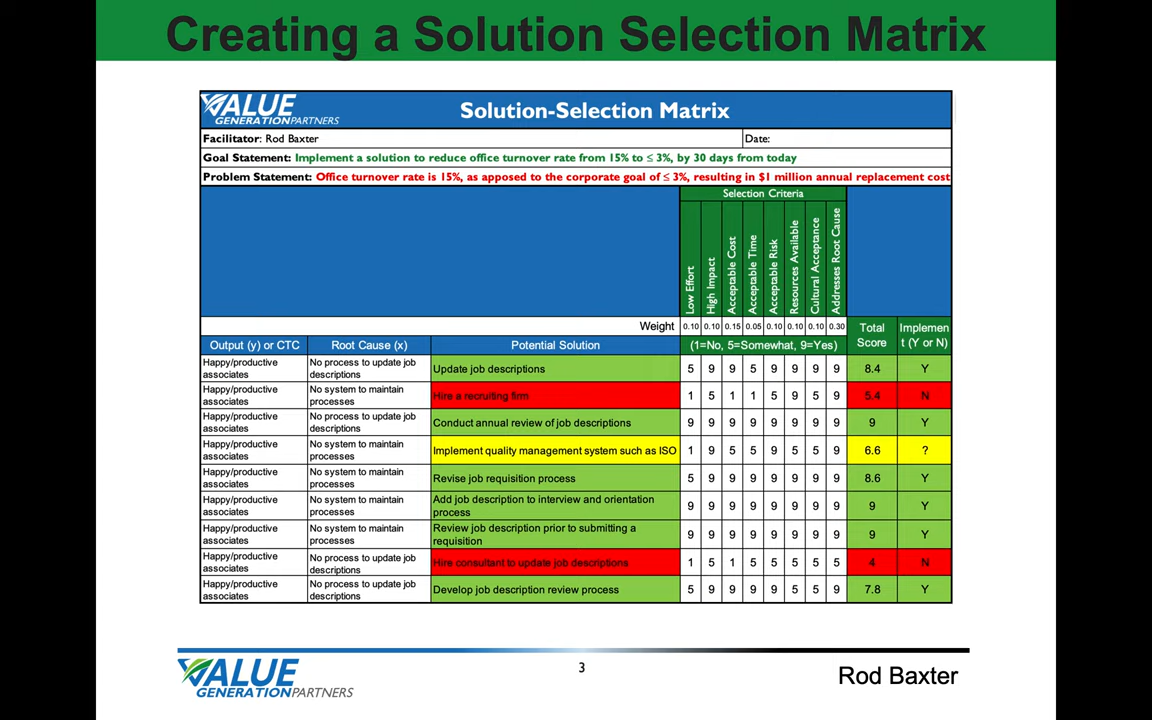 Creating a Solution Selection Matrix
VALUE
GENERATIONPARTNERS
Solution-Selection Matrix
Facilitator: Rod Baxter
Date:
Goal Statement: Implement a solution to reduce office turnover rate from 15% to ≤ 3%, by 30 days from today
Problem Statement: Office turnover rate is 15%, as apposed to the corporate goal of ≤ 3%, resulting in $1 million annual replacement cost
Selection Criteria
Low Effort
High Impact
Acceptable Cost
Acceptable Time
Acceptable Risk
Resources Available
Cultural Acceptance
Addresses Root Cause
Weight 0.10 0.10 0.15 0.05 0.10 0.10 0.10 0.30
Total
Score
Implemen
t (Y or N)
Output (y) or CTC Root Cause (x) Potential Solution (1=No, 5=Somewhat, 9=Yes)
Happy/productive
associates
No process to update job
descriptions
Update job descriptions 5 9 9 5 9 9 9 9 8.4 Y
Happy/productive
associates
No system to maintain
processes
Hire a recruiting firm 1 5 1 1 5 9 5 9 5.4 N
Happy/productive
associates
No process to update job
descriptions
Conduct annual review of job descriptions 9 9 9 9 9 9 9 9 9 Y
Happy/productive
associates
No system to maintain
processes
Implement quality management system such as ISO 1 9 5 5 9 5 5 9 6.6 ?
Happy/productive
associates
No system to maintain
processes
Revise job requisition process 5 9 9 9 9 9 9 9 8.6 Y
Happy/productive
associates
No system to maintain
processes
Add job description to interview and orientation
process
9 9 9 9 9 9 9 9 9 Y
Happy/productive
associates
No system to maintain
processes
Review job description prior to submitting a
requisition
9 9 9 9 9 9 9 9 9 Y
Happy/productive
associates
No process to update job
descriptions
Hire consultant to update job descriptions 1 5 1 5 5 5 5 5 4 N
Happy/productive
associates
No process to update job
descriptions
Develop job description review process 5 9 9 9 9 5 5 9 7.8 Y
VALUE
GENERATIONPARTNERS
3
Rod Baxter